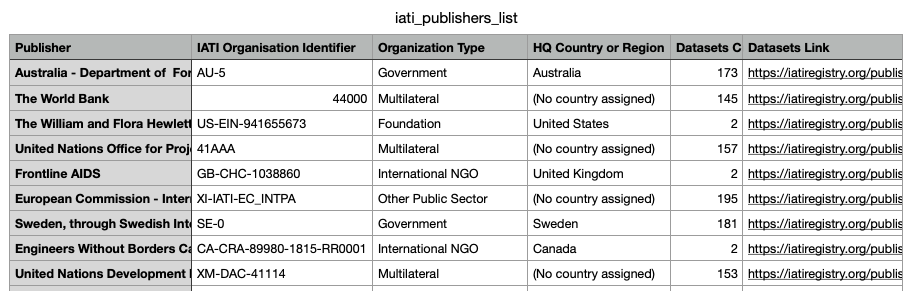 iati_publishers_list
Publisher IATI Organisation Identifier Organization Type HQ Country or Region Datasets C Datasets Link
Australia - Department of For AU-5 Government Australia 173 https://iatiregistry.org/publis
The World Bank 44000 Multilateral (No country assigned) 145 https://iatiregistry.org/publis
The William and Flora Hewlett US-EIN-941655673 Foundation United States 2 https://iatiregistry.org/publis
United Nations Office for Proj 41AAA Multilateral (No country assigned) 157 https://iatiregistry.org/publis
Frontline AIDS GB-CHC-1038860 International NGO United Kingdom 2 https://iatiregistry.org/publis
European Commission - Inter XI-IATI-EC_INTPA Other Public Sector (No country assigned) 195 https://iatiregistry.org/publis
Sweden, through Swedish Inte SE-0 Government Sweden 181 https://iatiregistry.org/publis
Engineers Without Borders Ca CA-CRA-89980-1815-RR0001 International NGO Canada 2 https://iatiregistry.org/publis
United Nations Development XM-DAC-41114 Multilateral (No country assigned) 153 https://iatiregistry.org/publis